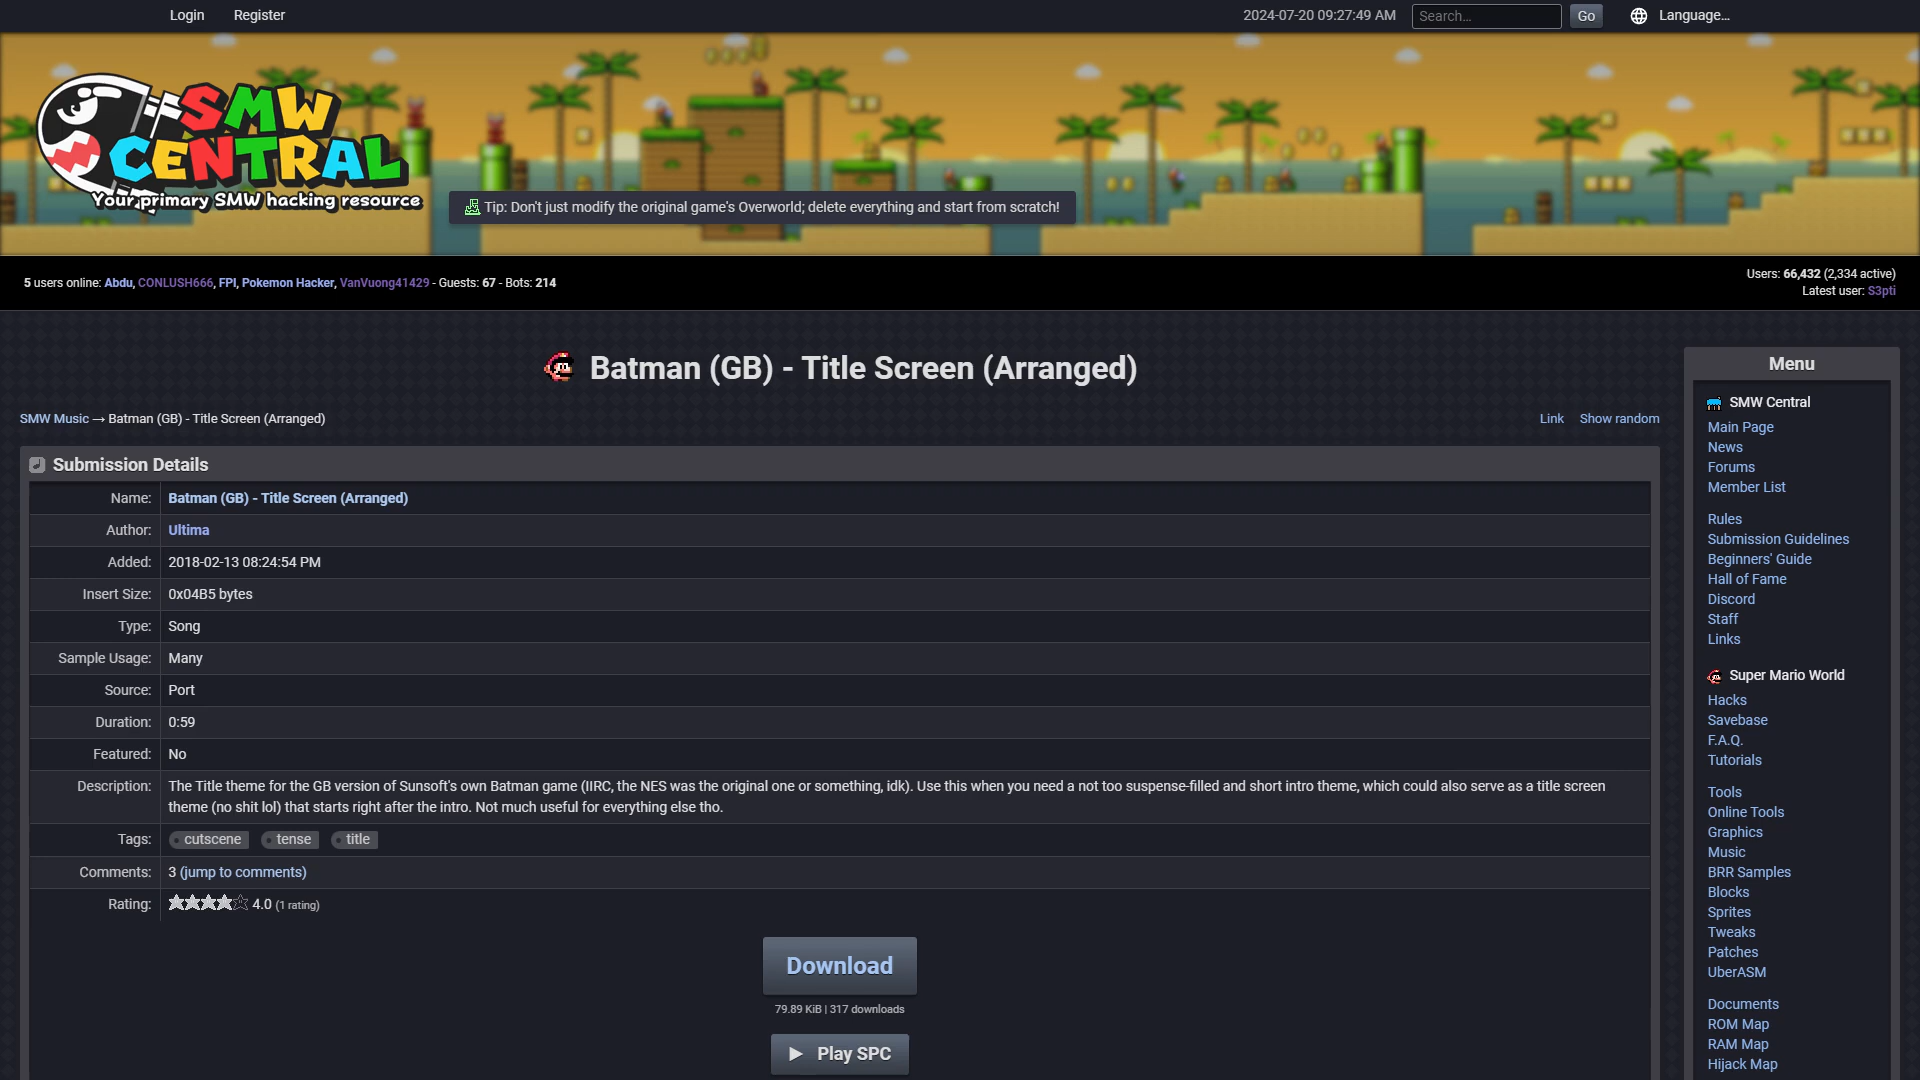 Login Register 2024-07-20 09:27:49 AM Search... Go Language...
SMW
CENTRAL
Your primary SMW hacking resource
Tip: Don't just modify the original game's Overworld; delete everything and start from scratch!
5 users online: Abdu, CONLUSH666, FPI, Pokemon Hacker, VanVuong41429 - Guests: 67 - Bots: 214
Users: 66,432 (2,334 active)
Latest user: S3pti
Batman (GB) - Title Screen (Arranged)
SMW Music → Batman (GB) - Title Screen (Arranged)
Link Show random
Submission Details
Name: Batman (GB) - Title Screen (Arranged)
Author: Ultima
Added: 2018-02-13 08:24:54 PM
Insert Size: 0x04B5 bytes
Type: Song
Sample Usage: Many
Source: Port
Duration: 0:59
Featured: No
Description: The Title theme for the GB version of Sunsoft's own Batman game (IIRC, the NES was the original one or something, idk). Use this when you need a not too suspense-filled and short intro theme, which could also serve as a title screen
theme (no shit lol) that starts right after the intro. Not much useful for everything else tho.
Tags: cutscene tense title
Comments: 3 (jump to comments)
Rating: 4.0 (1 rating)
Download
79.89 KiB | 317 downloads
Play SPC
Menu
SMW Central
Main Page
News
Forums
Member List
Rules
Submission Guidelines
Beginners' Guide
Hall of Fame
Discord
Staff
Links
Super Mario World
Hacks
Savebase
F.A.Q.
Tutorials
Tools
Online Tools
Graphics
Music
BRR Samples
Blocks
Sprites
Tweaks
Patches
UberASM
Documents
ROM Map
RAM Map
Hijack Map